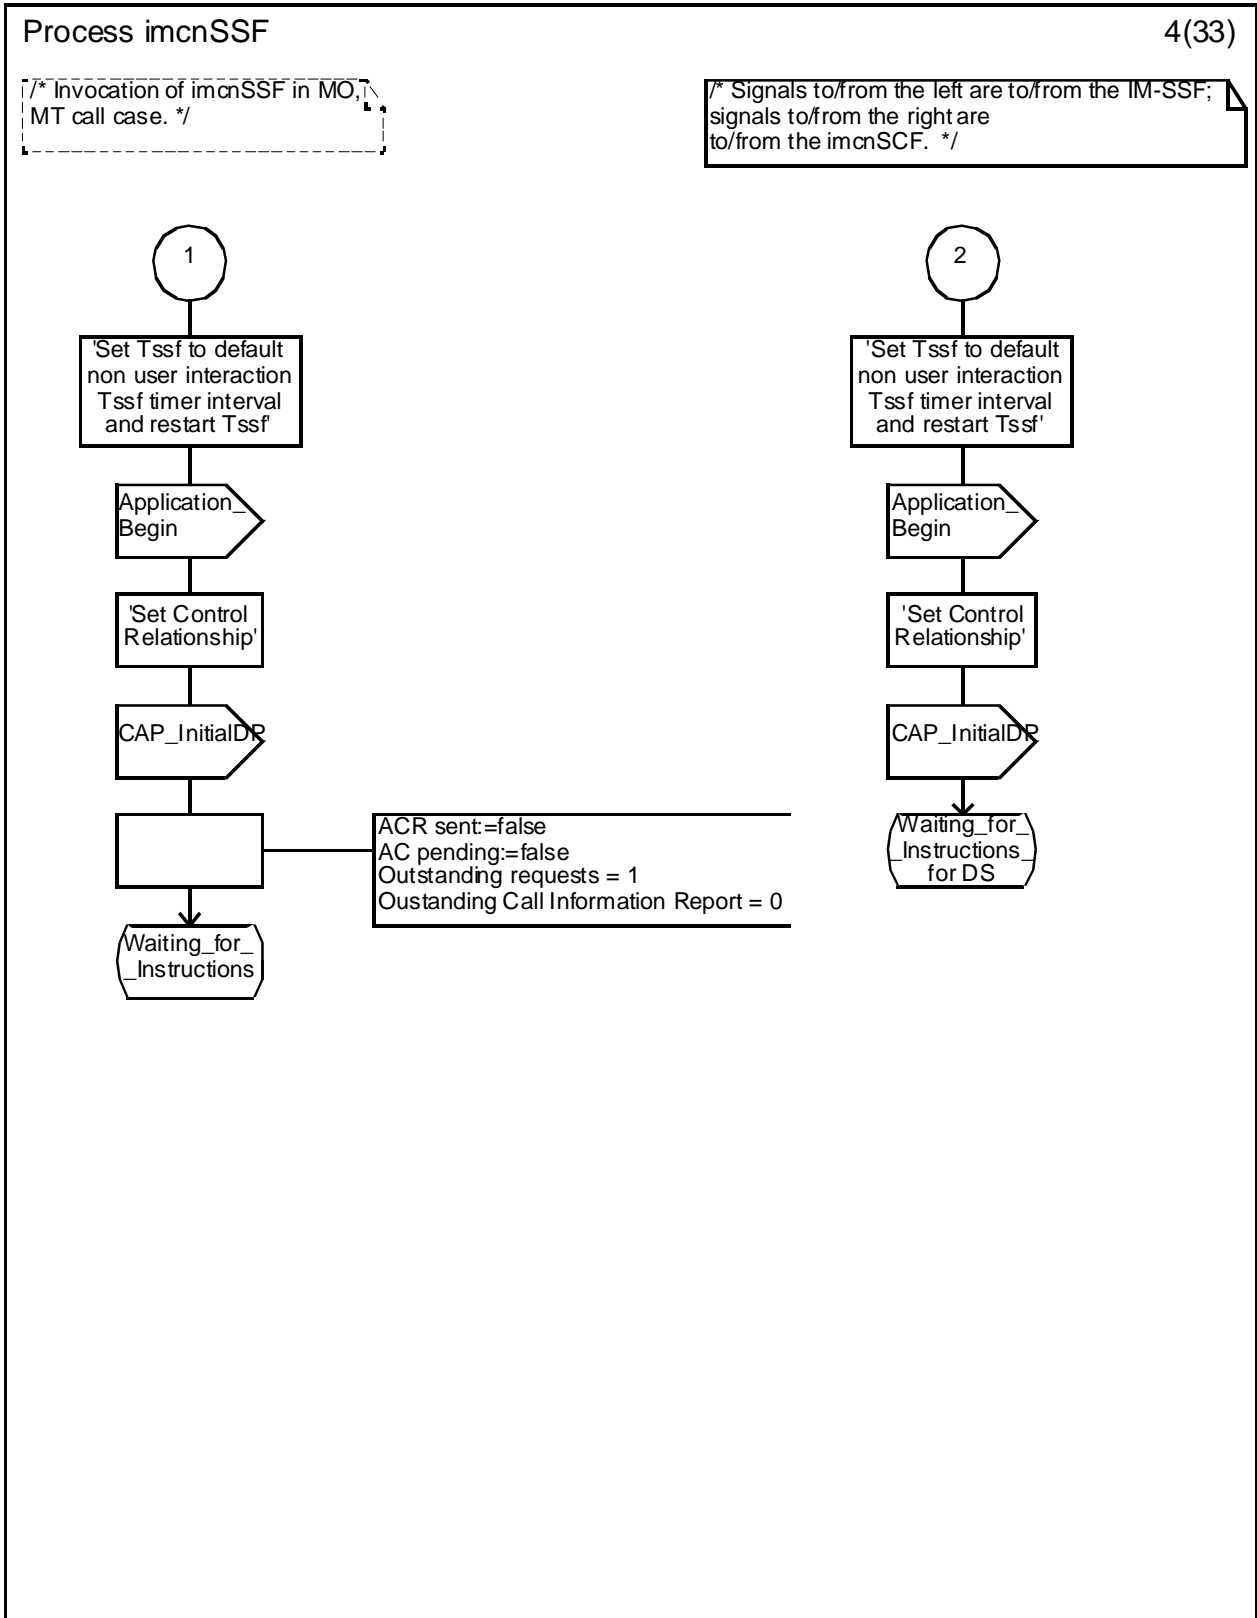 Process imcnSSF
4(33)
/* Invocation of imcnSSF in MO,
MT call case. */
/* Signals to/from the left are to/from the IM-SSF;
signals to/from the right are
to/from the imcnSCF. */
1
'Set Tssf to default
non user interaction
Tssf timer interval
and restart Tssf'
Application_
Begin
'Set Control
Relationship'
CAP_InitialDP
ACR sent:=false
AC pending:=false
Outstanding requests = 1
Oustanding Call Information Report = 0
Waiting_for_
_Instructions
2
'Set Tssf to default
non user interaction
Tssf timer interval
and restart Tssf'
Application_
Begin
'Set Control
Relationship'
CAP_InitialDP
Waiting_for_
_Instructions_
for DS